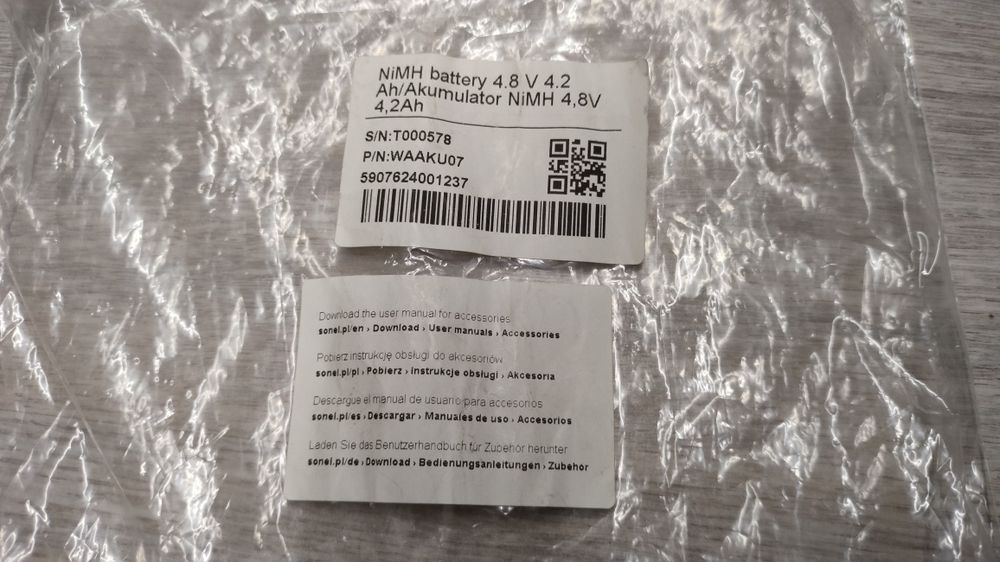 NiMH battery 4.8 V 4.2
Ah/Akumulator NiMH 4,8V
4,2Ah
S/N:T000578
P/N:WAAKU07
5907624001237
Download the user manual for accessories
sonel.pl/en › Download › User manuals › Accessories
Pobierz instrukcję obsługi do akcesoriów
sonel.pl/pl › Pobierz › Instrukcje obsługi › Akcesoria
Descargue el manual de usuario para accesorios
sonel.pl/es › Descargar › Manuales de uso › Accesorios
Laden Sie das Benutzerhandbuch für Zubehör herunter
sonel.pl/de › Download › Bedienungsanleitungen › Zubehör